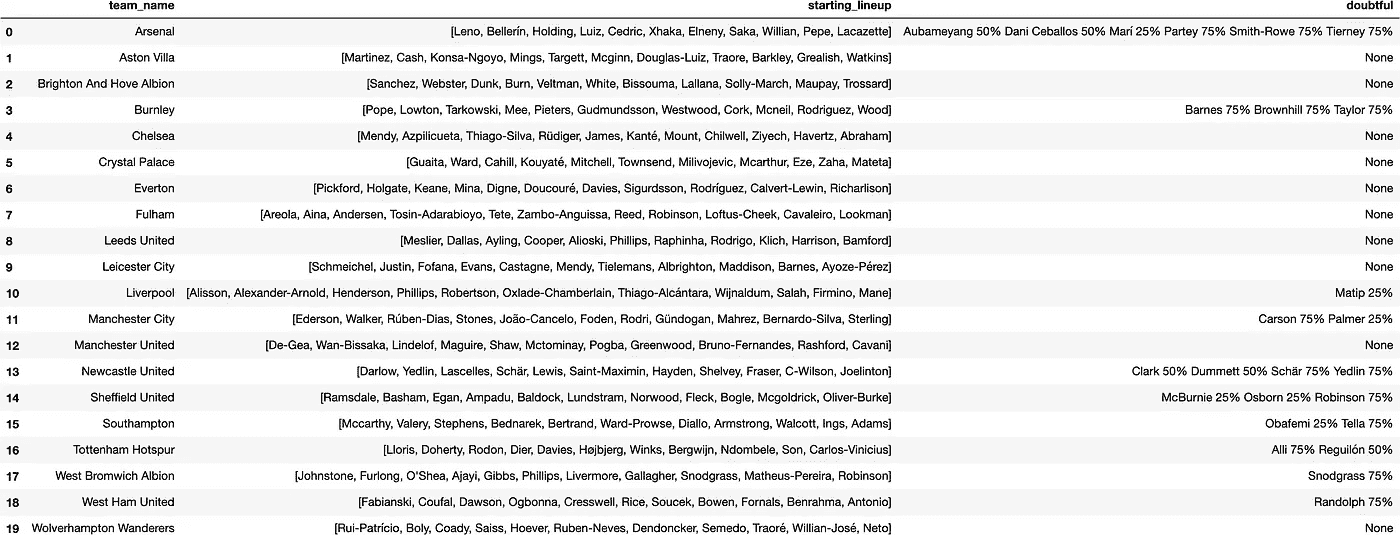 team_name starting_lineup doubtful
0 Arsenal [Leno, Bellerín, Holding, Luiz, Cedric, Xhaka, Elneny, Saka, Willian, Pepe, Lacazette] Aubameyang 50% Dani Ceballos 50% Marí 25% Partey 75% Smith-Rowe 75% Tierney 75%
1 Aston Villa [Martinez, Cash, Konsa-Ngoyo, Mings, Targett, Mcginn, Douglas-Luiz, Traore, Barkley, Grealish, Watkins] None
2 Brighton And Hove Albion [Sanchez, Webster, Dunk, Burn, Veltman, White, Bissouma, Lallana, Solly-March, Maupay, Trossard] None
3 Burnley [Pope, Lowton, Tarkowski, Mee, Pieters, Gudmundsson, Westwood, Cork, Mcneil, Rodriguez, Wood] Barnes 75% Brownhill 75% Taylor 75%
4 Chelsea [Mendy, Azpilicueta, Thiago-Silva, Rüdiger, James, Kanté, Mount, Chilwell, Ziyech, Havertz, Abraham] None
5 Crystal Palace [Guaita, Ward, Cahill, Kouyaté, Mitchell, Townsend, Milivojevic, Mcarthur, Eze, Zaha, Mateta] None
6 Everton [Pickford, Holgate, Keane, Mina, Digne, Doucouré, Davies, Sigurdsson, Rodríguez, Calvert-Lewin, Richarlison] None
7 Fulham [Areola, Aina, Andersen, Tosin-Adarabioyo, Tete, Zambo-Anguissa, Reed, Robinson, Loftus-Cheek, Cavaleiro, Lookman] None
8 Leeds United [Meslier, Dallas, Ayling, Cooper, Alioski, Phillips, Raphinha, Rodrigo, Klich, Harrison, Bamford] None
9 Leicester City [Schmeichel, Justin, Fofana, Evans, Castagne, Mendy, Tielemans, Albrighton, Maddison, Barnes, Ayoze-Pérez] None
10 Liverpool [Alisson, Alexander-Arnold, Henderson, Phillips, Robertson, Oxlade-Chamberlain, Thiago-Alcántara, Wijnaldum, Salah, Firmino, Mane] Matip 25%
11 Manchester City [Ederson, Walker, Rúben-Dias, Stones, João-Cancelo, Foden, Rodri, Gündogan, Mahrez, Bernardo-Silva, Sterling] Carson 75% Palmer 25%
12 Manchester United [De-Gea, Wan-Bissaka, Lindelof, Maguire, Shaw, Mctominay, Pogba, Greenwood, Bruno-Fernandes, Rashford, Cavani] None
13 Newcastle United [Darlow, Yedlin, Lascelles, Schär, Lewis, Saint-Maximin, Hayden, Shelvey, Fraser, C-Wilson, Joelinton] Clark 50% Dummett 50% Schär 75% Yedlin 75%
14 Sheffield United [Ramsdale, Basham, Egan, Ampadu, Baldock, Lundstram, Norwood, Fleck, Bogle, Mcgoldrick, Oliver-Burke] McBurnie 25% Osborn 25% Robinson 75%
15 Southampton [Mccarthy, Valery, Stephens, Bednarek, Bertrand, Ward-Prowse, Diallo, Armstrong, Walcott, Ings, Adams] Obafemi 25% Tella 75%
16 Tottenham Hotspur [Lloris, Doherty, Rodon, Dier, Davies, Højbjerg, Winks, Bergwijn, Ndombele, Son, Carlos-Vinicius] Alli 75% Reguilón 50%
17 West Bromwich Albion [Johnstone, Furlong, O'Shea, Ajayi, Gibbs, Phillips, Livermore, Gallagher, Snodgrass, Matheus-Pereira, Robinson] Snodgrass 75%
18 West Ham United [Fabianski, Coufal, Dawson, Ogbonna, Cresswell, Rice, Soucek, Bowen, Fornals, Benrahma, Antonio] Randolph 75%
19 Wolverhampton Wanderers [Rui-Patrício, Boly, Coady, Saiss, Hoever, Ruben-Neves, Dendoncker, Semedo, Traoré, Willian-José, Neto] None